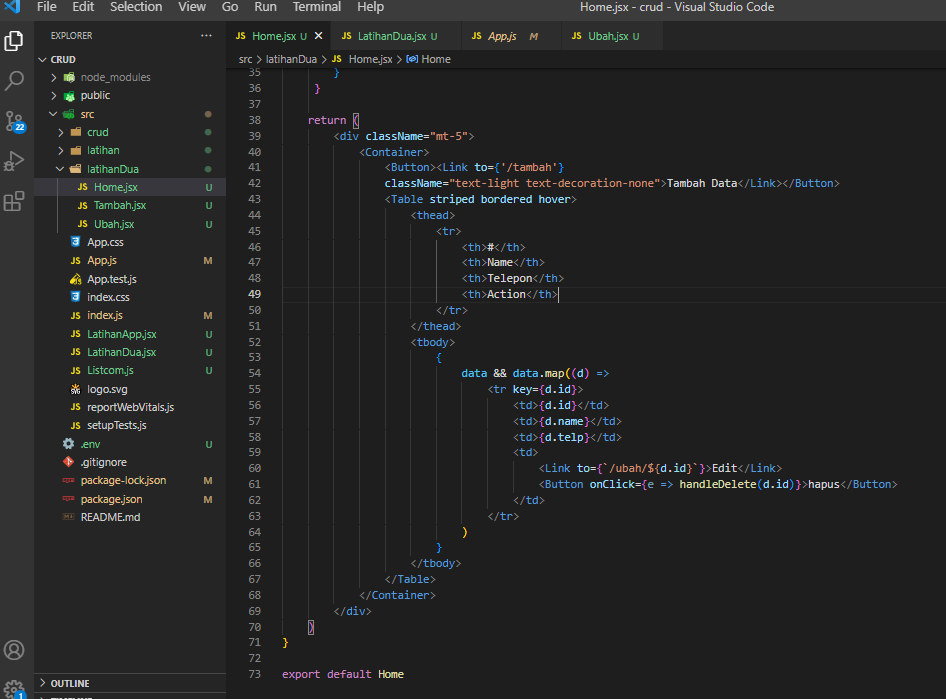 File Edit Selection View Go Run Terminal Help Home.jsx - crud - Visual Studio Code
EXPLORER ...
JS Home.jsx U JS LatihanDua.jsx U JS App.js M JS Ubah.jsx U
CRUD
node_modules
public
src
crud
latihan
latihanDua
JS Home.jsx U
JS Tambah.jsx U
JS Ubah.jsx U
App.css
JS App.js M
App.test.js
index.css
JS index.js M
JS LatihanApp.jsx U
JS LatihanDua.jsx U
JS Listcom.js U
logo.svg
JS reportWebVitals.js
JS setupTests.js
.env U
.gitignore
package-lock.json M
package.json M
README.md
OUTLINE
22
1
src > latihanDua > JS Home.jsx > Home
35 }
36 }
37
38 return (
39 <div className="mt-5">
40 <Container>
41 <Button><Link to={'/tambah'}
42 className="text-light text-decoration-none">Tambah Data</Link></Button>
43 <Table striped bordered hover>
44 <thead>
45 <tr>
46 <th>#</th>
47 <th>Name</th>
48 <th>Telepon</th>
49 <th>Action</th>
50 </tr>
51 </thead>
52 <tbody>
53 {
54 data && data.map((d) =>
55 <tr key={d.id}>
56 <td>{d.id}</td>
57 <td>{d.name}</td>
58 <td>{d.telp}</td>
59 <td>
60 <Link to={`/ubah/${d.id}`}>Edit</Link>
61 <Button onClick={e => handleDelete(d.id)}>hapus</Button>
62 </td>
63 </tr>
64 )
65 }
66 </tbody>
67 </Table>
68 </Container>
69 </div>
70 )
71 }
72
73 export default Home